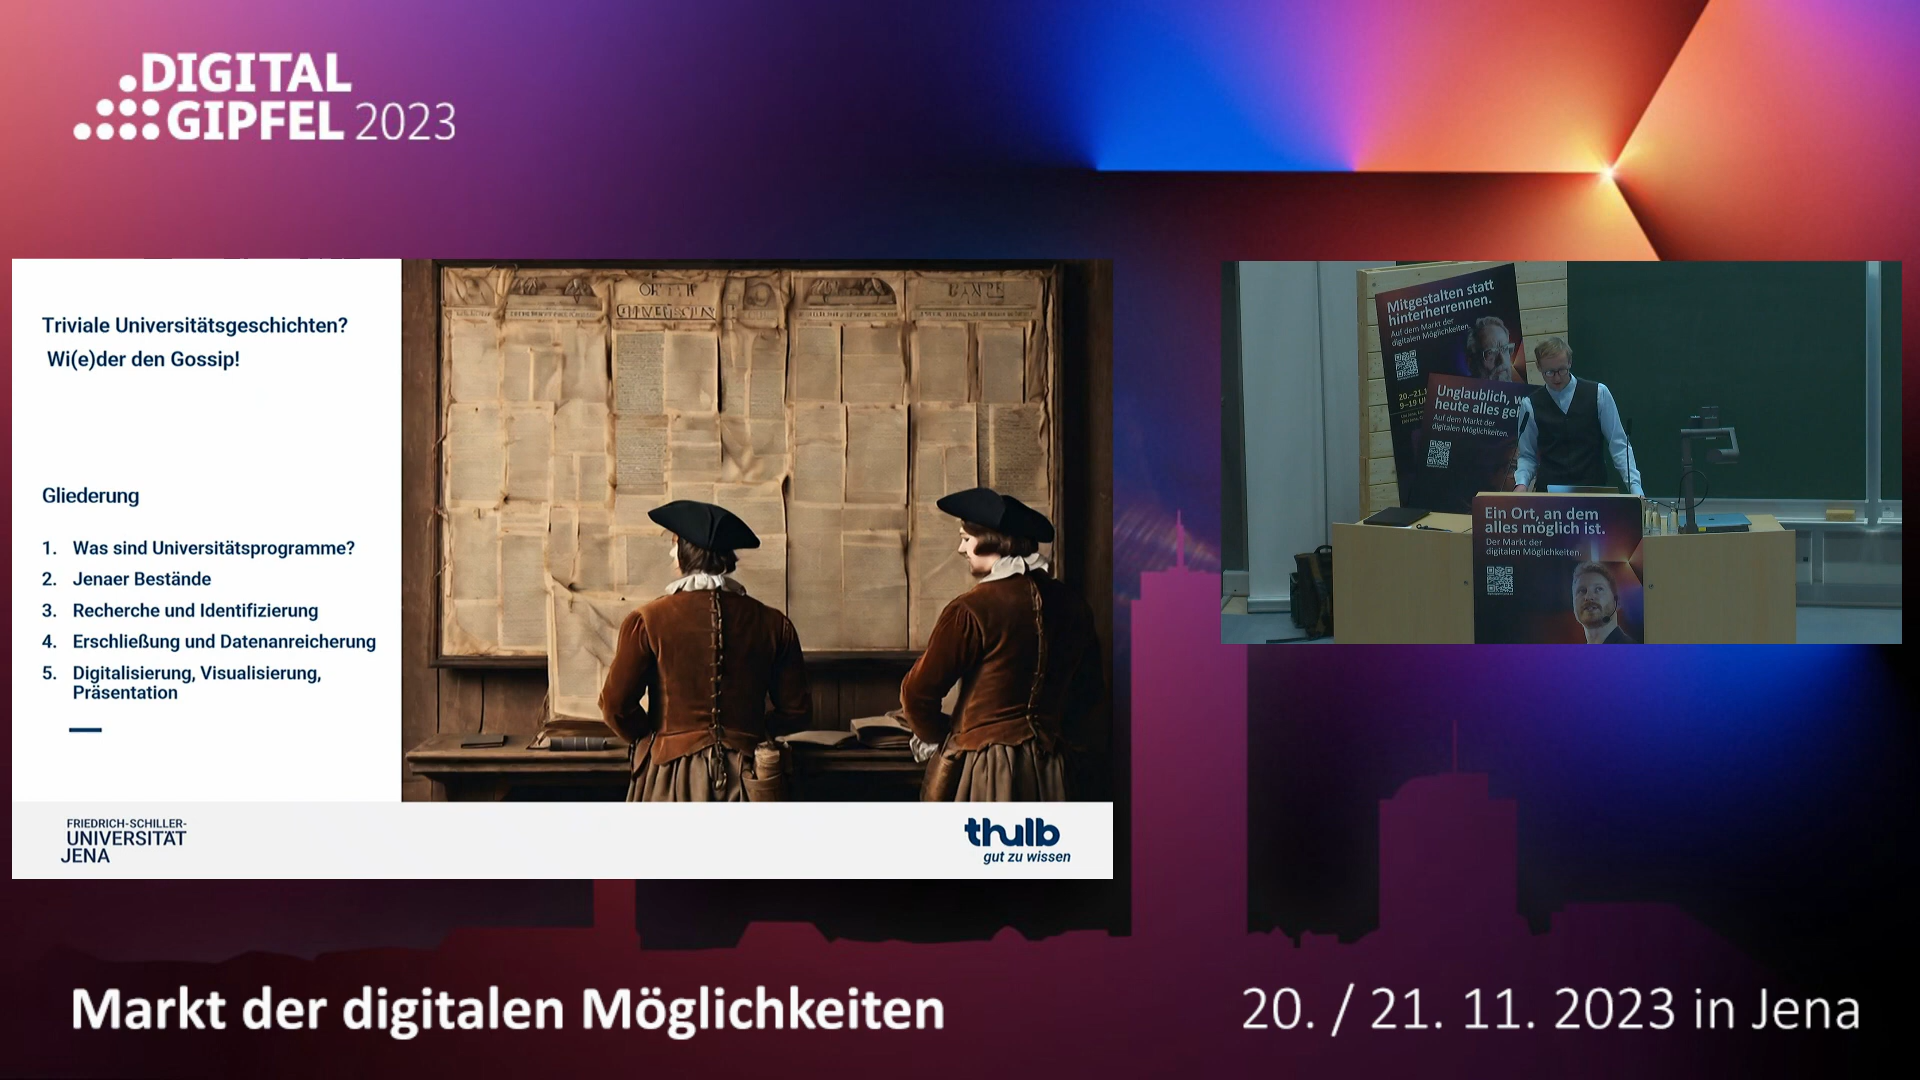 DIGITAL
GIPFEL 2023
Triviale Universitätsgeschichten?
Wi(e)der den Gossip!
Gliederung
1. Was sind Universitätsprogramme?
2. Jenaer Bestände
3. Recherche und Identifizierung
4. Erschließung und Datenanreicherung
5. Digitalisierung, Visualisierung,
Präsentation
FRIEDRICH-SCHILLER-
UNIVERSITÄT
JENA
thulb
gut zu wissen
Mitgestalten statt
hinterherrennen.
Auf dem Markt der
digitalen Möglichkeiten.
20.–21.
Unglaublich,
heute alles
Auf dem Markt der
digitalen Möglichkeiten.
Ein Ort, an dem
alles möglich ist.
Der Markt der
digitalen Möglichkeiten.
Markt der digitalen Möglichkeiten
20. / 21. 11. 2023 in Jena